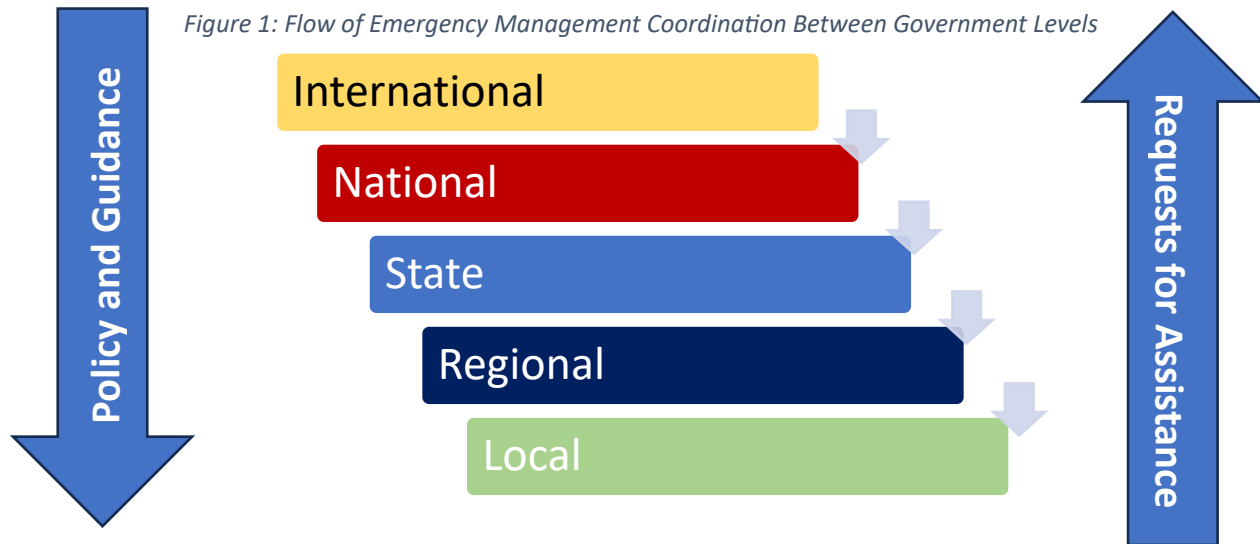 Figure 1: Flow of Emergency Management Coordination Between Government Levels
Policy and Guidance
International
National
State
Regional
Local
Requests for Assistance